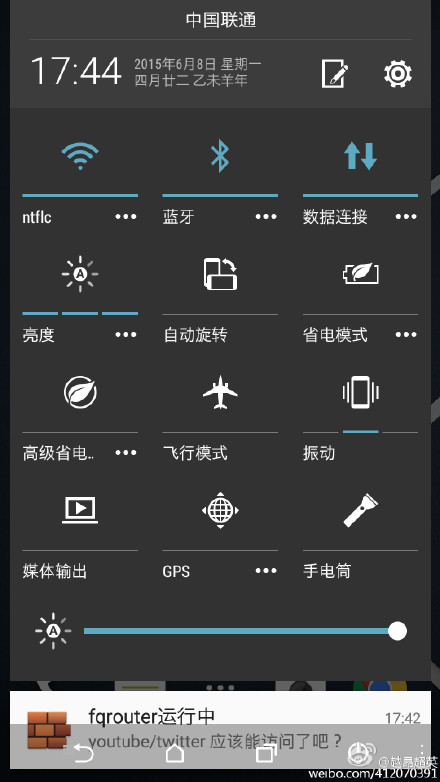 中国联通
17:44
2015年6月8日 星期一
四月廿二 乙未羊年
ntflc
蓝牙
数据连接
A
亮度
自动旋转
省电模式
高级省电..
飞行模式
振动
媒体输出
GPS
手电筒
A
fqrouter运行中
17:42
youtube/twitter 应该能访问了吧？
weibo.com/412070393